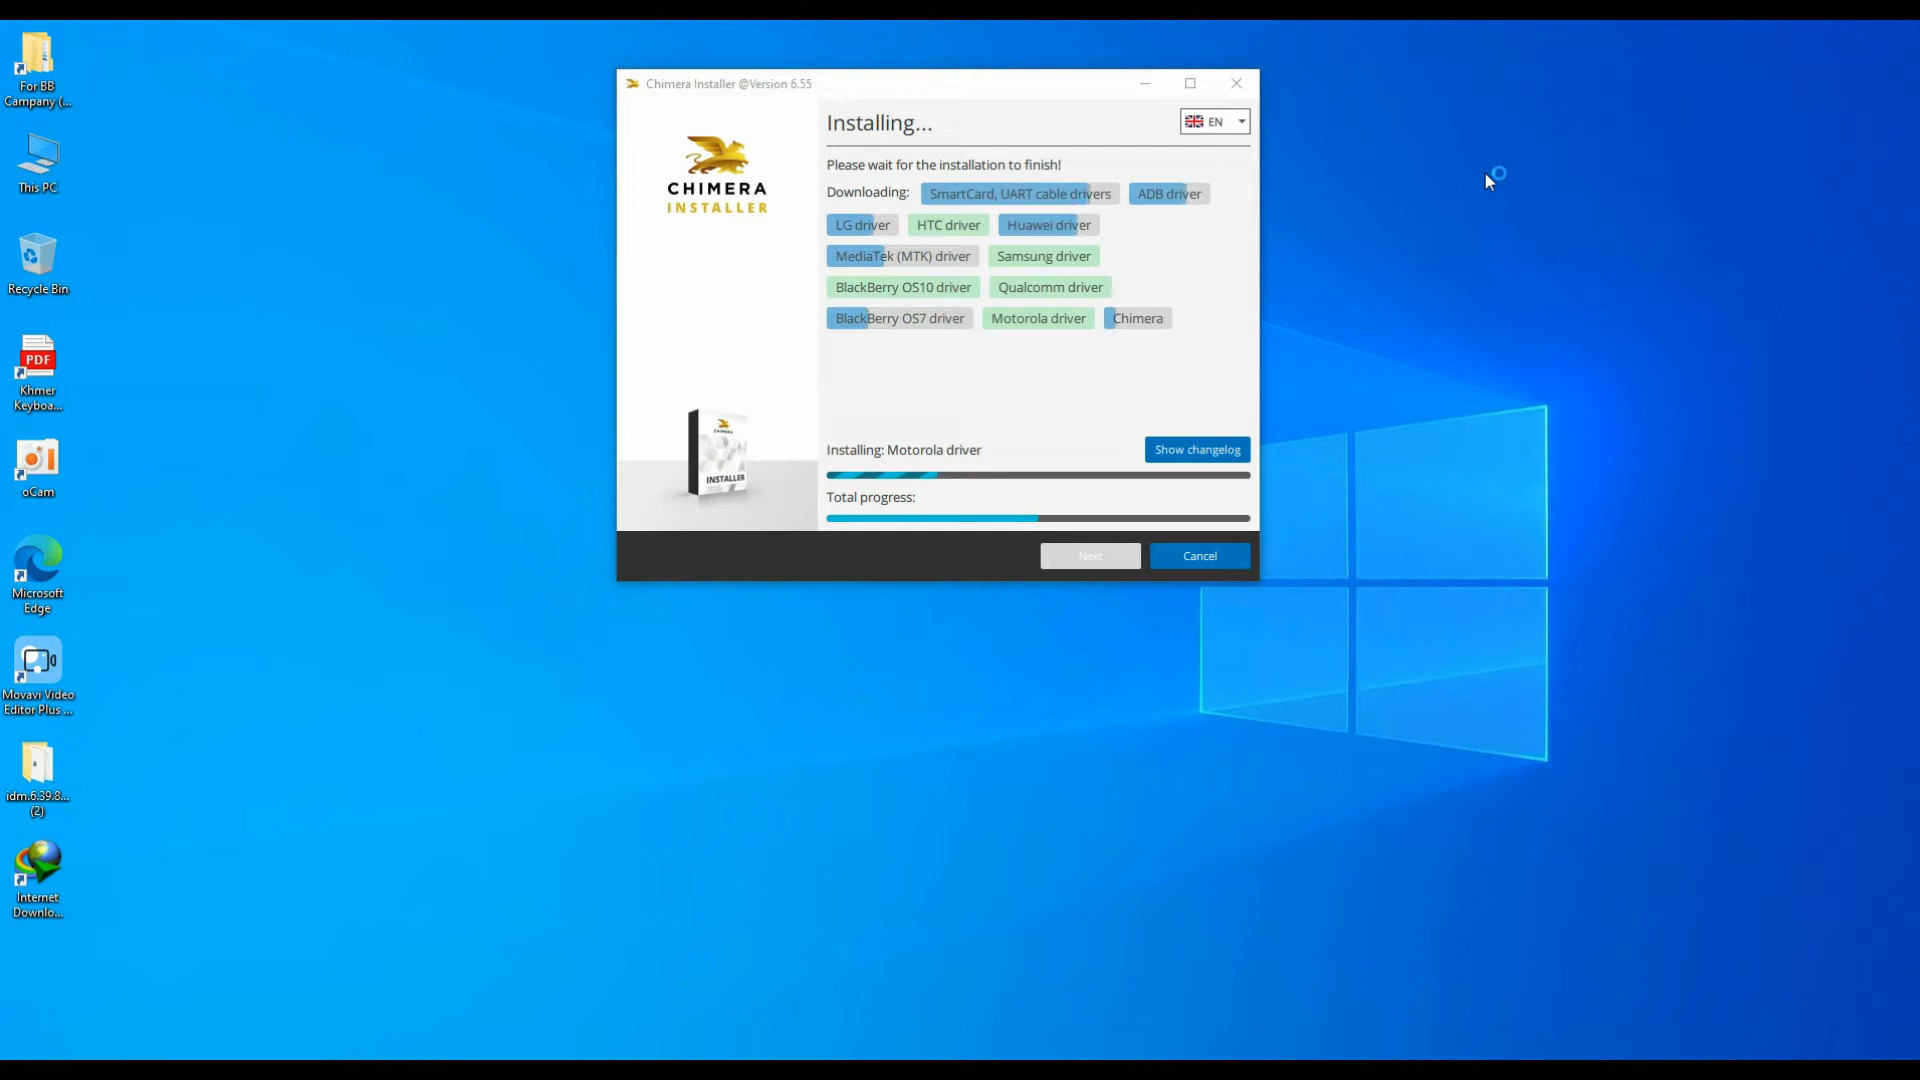 For BB
Campany (...
This PC
Recycle Bin
PDF
Khmer
Keyboa...
oCam
Microsoft
Edge
Movavi Video
Editor Plus ...
idm.6.39.8...
(2)
Internet
Downlo...
Chimera Installer @Version 6.55
CHIMERA
INSTALLER
CHIMERA
INSTALLER
Installing...
EN
Please wait for the installation to finish!
Downloading: SmartCard, UART cable drivers ADB driver
LG driver HTC driver Huawei driver
MediaTek (MTK) driver Samsung driver
BlackBerry OS10 driver Qualcomm driver
BlackBerry OS7 driver Motorola driver Chimera
Installing: Motorola driver Show changelog
Total progress:
Next Cancel